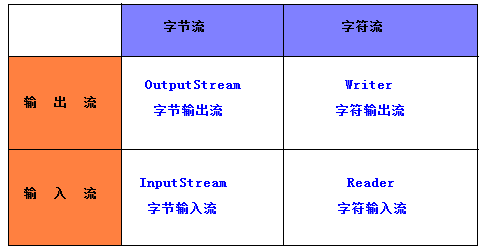 字节流 字符流
输 出 流 OutputStream Writer
字节输出流 字符输出流
输 入 流 InputStream Reader
字节输入流 字符输入流